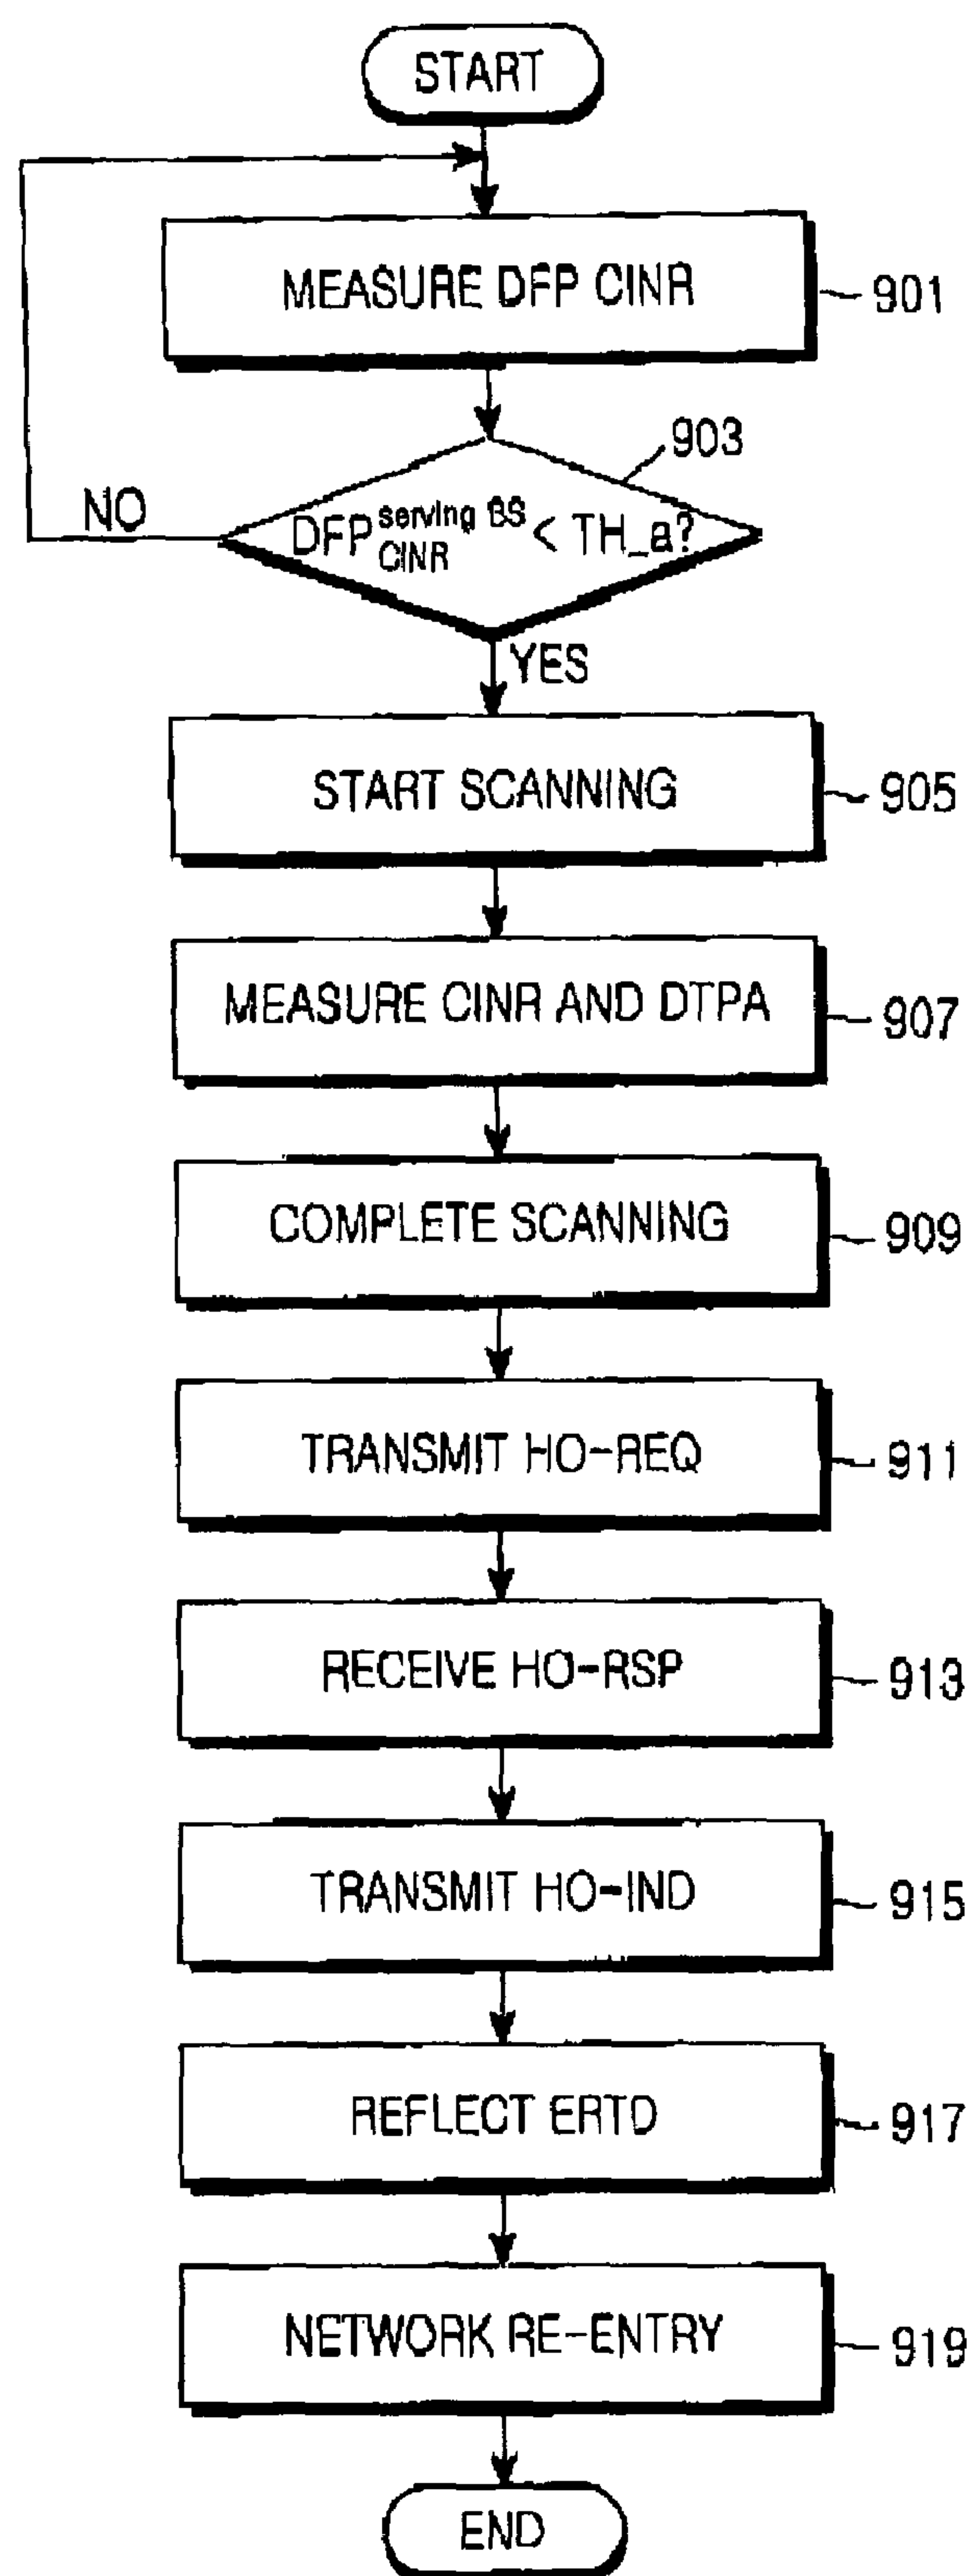 START
MEASURE DFP CINR
901
903
NO
DFP serving BS CINR < TH_a?
YES
START SCANNING
905
MEASURE CINR AND DTPA
907
COMPLETE SCANNING
909
TRANSMIT HO-REQ
911
RECEIVE HO-RSP
913
TRANSMIT HO-IND
915
REFLECT ERTD
917
NETWORK RE-ENTRY
919
END